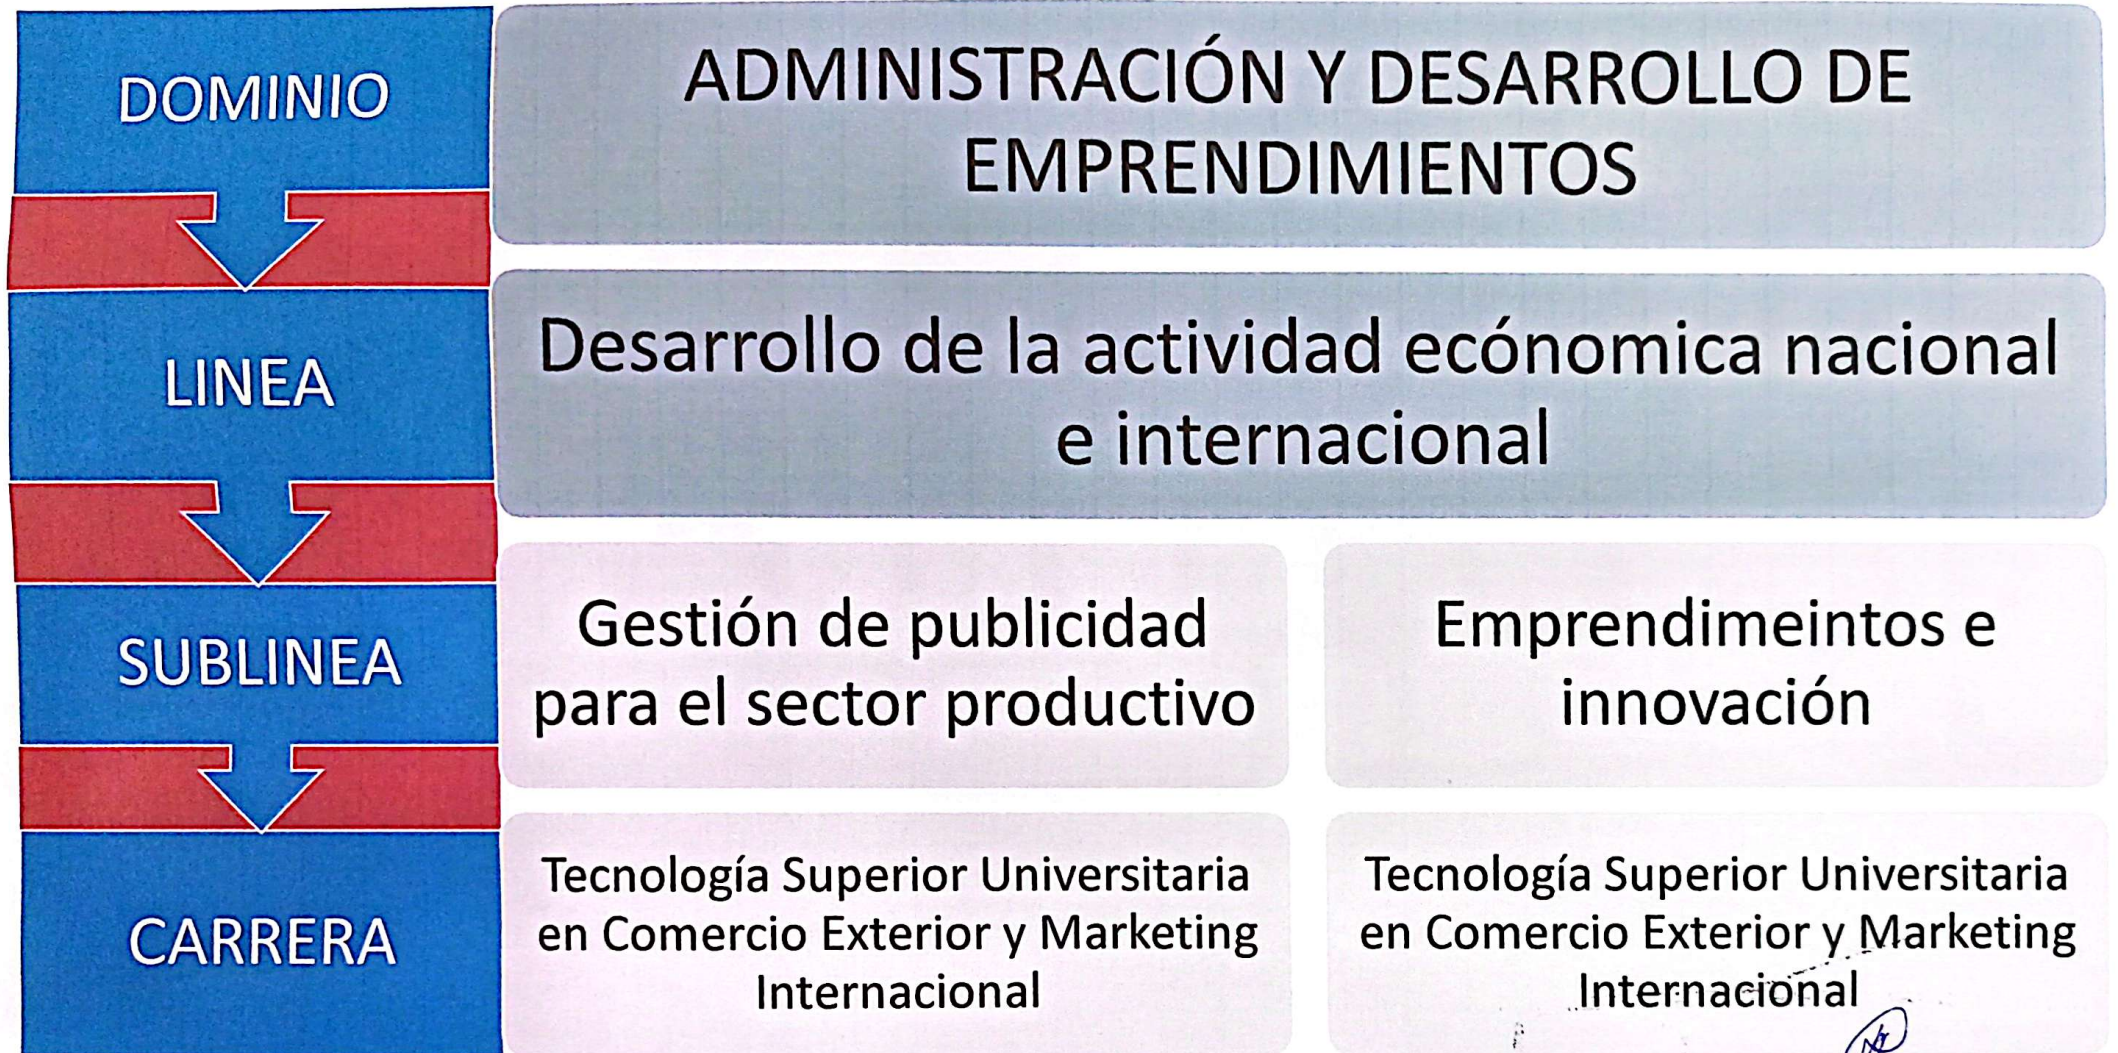 DOMINIO
ADMINISTRACIÓN Y DESARROLLO DE
EMPRENDIMIENTOS
LINEA
Desarrollo de la actividad ecónomica nacional
e internacional
SUBLINEA
Gestión de publicidad
para el sector productivo
Emprendimeintos e
innovación
CARRERA
Tecnología Superior Universitaria
en Comercio Exterior y Marketing
Internacional
Tecnología Superior Universitaria
en Comercio Exterior y Marketing
Internacional